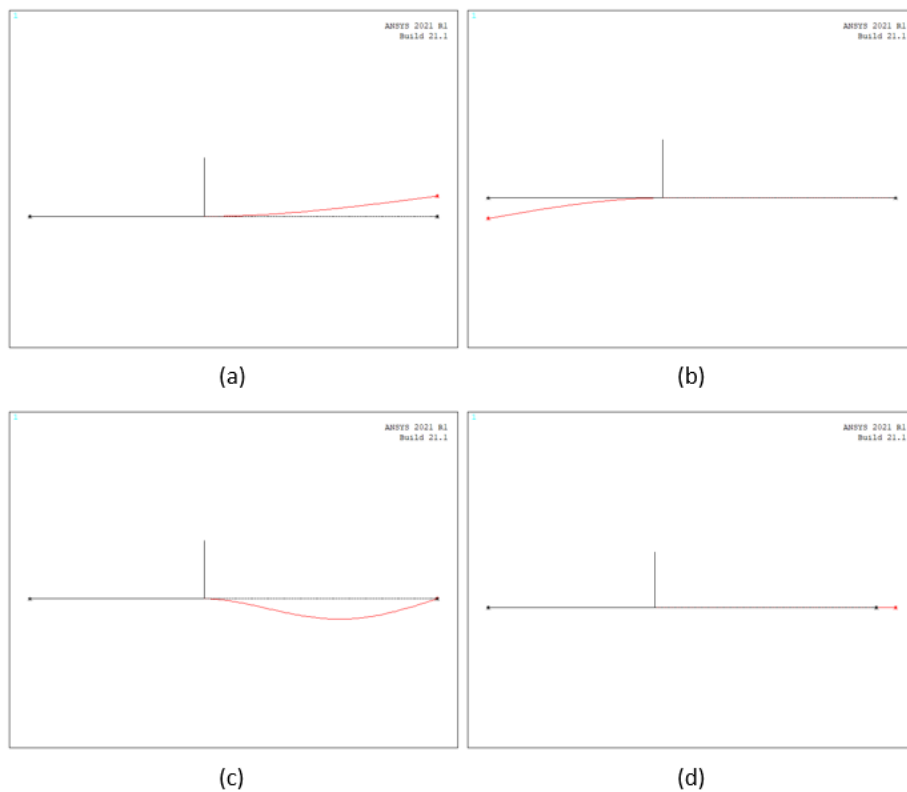 1
ANSYS 2021 R1
Build 21.1
1
ANSYS 2021 R1
Build 21.1
(a)
(b)
1
ANSYS 2021 R1
Build 21.1
1
ANSYS 2021 R1
Build 21.1
(c)
(d)